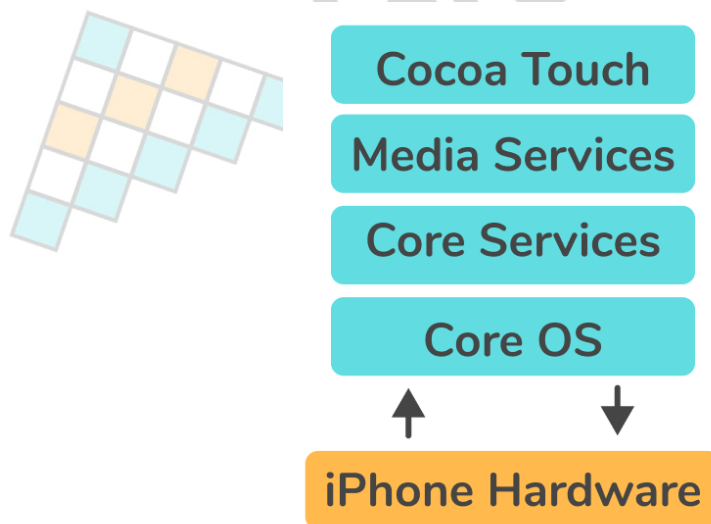 Cocoa Touch
Media Services
Core Services
Core OS
iPhone Hardware